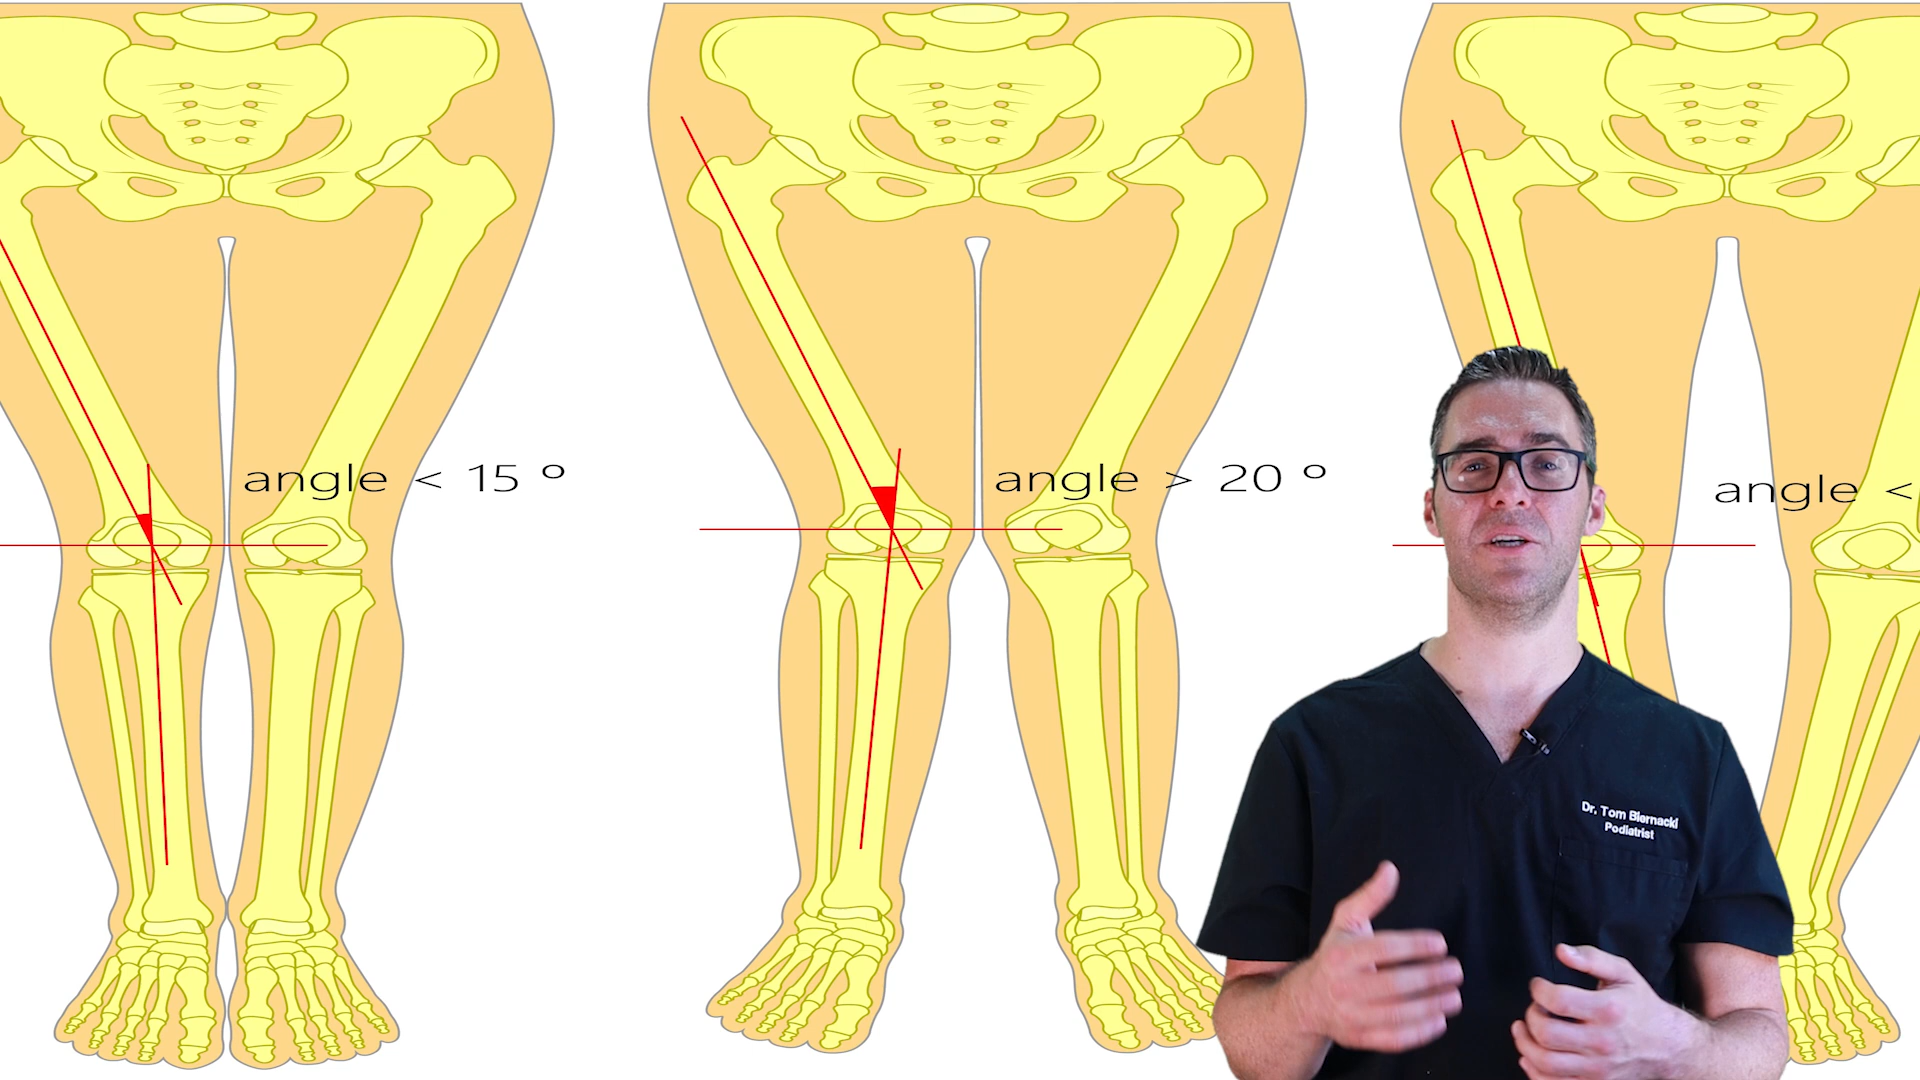 angle < 15 º
angle > 20 º
angle <
Dr. Tom Biernacki
Podiatrist